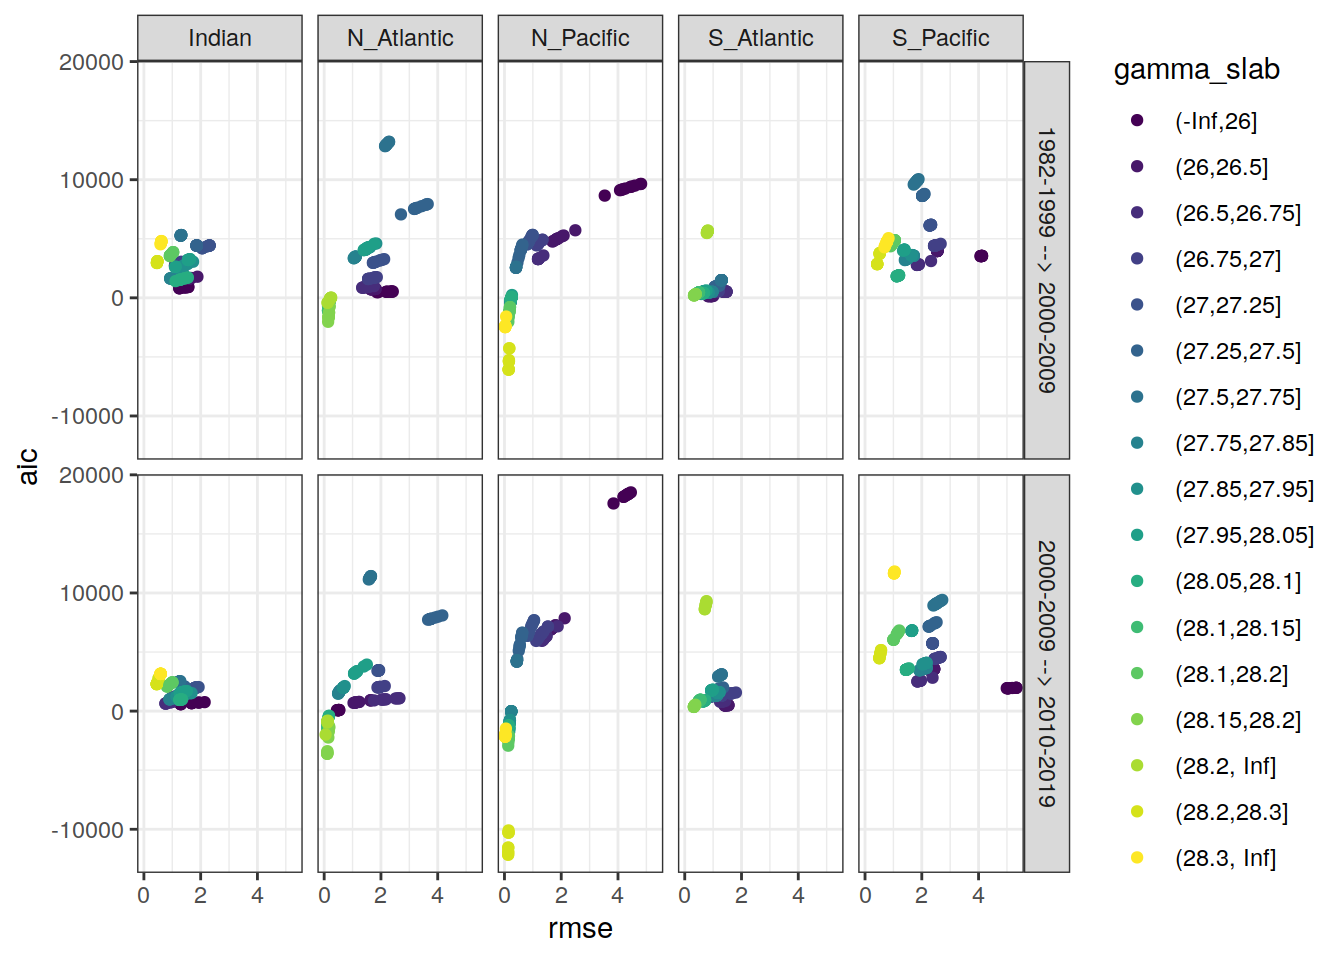 Indian N_Atlantic N_Pacific S_Atlantic S_Pacific
20000
10000
0
-10000
1982-1999 --> 2000-2009
20000
10000
0
-10000
2000-2009 --> 2010-2019
0 2 4 0 2 4 0 2 4 0 2 4 0 2 4
rmse
aic
gamma_slab
(-Inf,26]
(26,26.5]
(26.5,26.75]
(26.75,27]
(27,27.25]
(27.25,27.5]
(27.5,27.75]
(27.75,27.85]
(27.85,27.95]
(27.95,28.05]
(28.05,28.1]
(28.1,28.15]
(28.1,28.2]
(28.15,28.2]
(28.2, Inf]
(28.2,28.3]
(28.3, Inf]